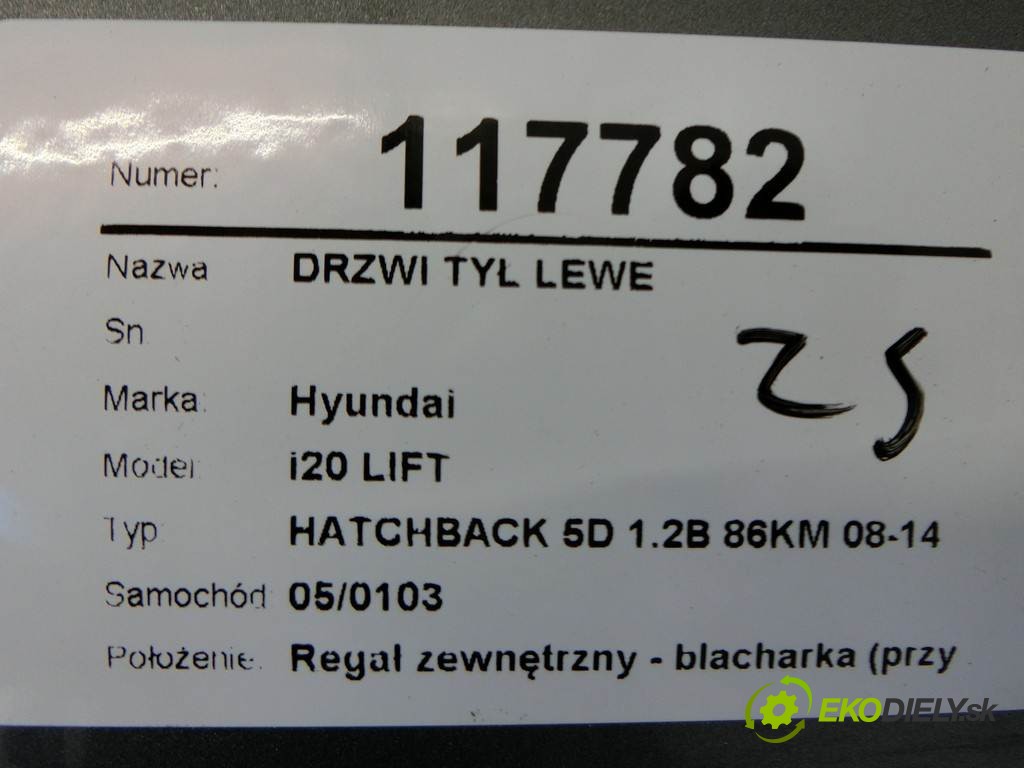 Numer: 117782
Nazwa DRZWI TYŁ LEWE
Sn
25
Marka: Hyundai
Model: i20 LIFT
Typ HATCHBACK 5D 1.2B 86KM 08-14
Samochód 05/0103
Położenie: Regał zewnętrzny - blacharka (przy
EKODIELY.sk